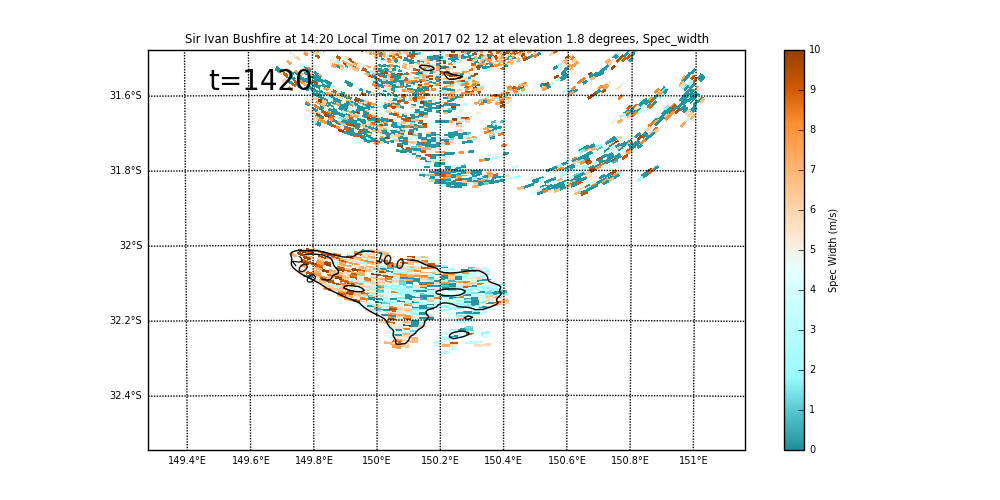 Sir Ivan Bushfire at 14:20 Local Time on 2017 02 12 at elevation 1.8 degrees, Spec_width
t=1420
31.6°S
31.8°S
32°S
32.2°S
32.4°S
149.4°E
149.6°E
149.8°E
150°E
150.2°E
150.4°E
150.6°E
150.8°E
151°E
10.0
10
9
8
7
6
5
4
3
2
1
0
Spec Width (m/s)